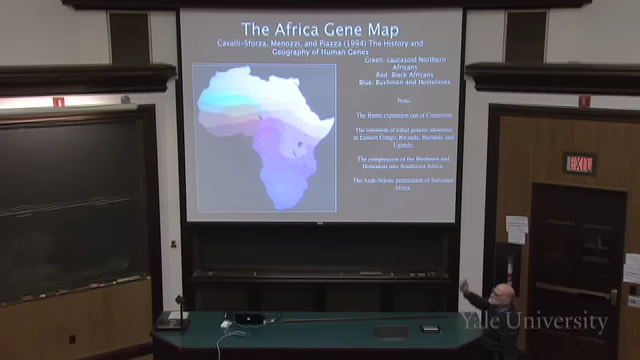 The Africa Gene Map
Cavalli-Sforza, Menozzi, and Piazza (1994) The History and
Geography of Human Genes
Green: caucasoid Northern
Africans
Red: Black Africans
Blue: Bushmen and Hottentots
Note:
The Bantu expansion out of Cameroon
The retention of tribal genetic identities
in Eastern Congo, Rwanda, Burundi, and
Uganda.
The compression of the Bushmen and
Hottentots into Southwest Africa.
The Arab-Nilotic penetration of Subsahel
Africa.
EXIT
Yale University